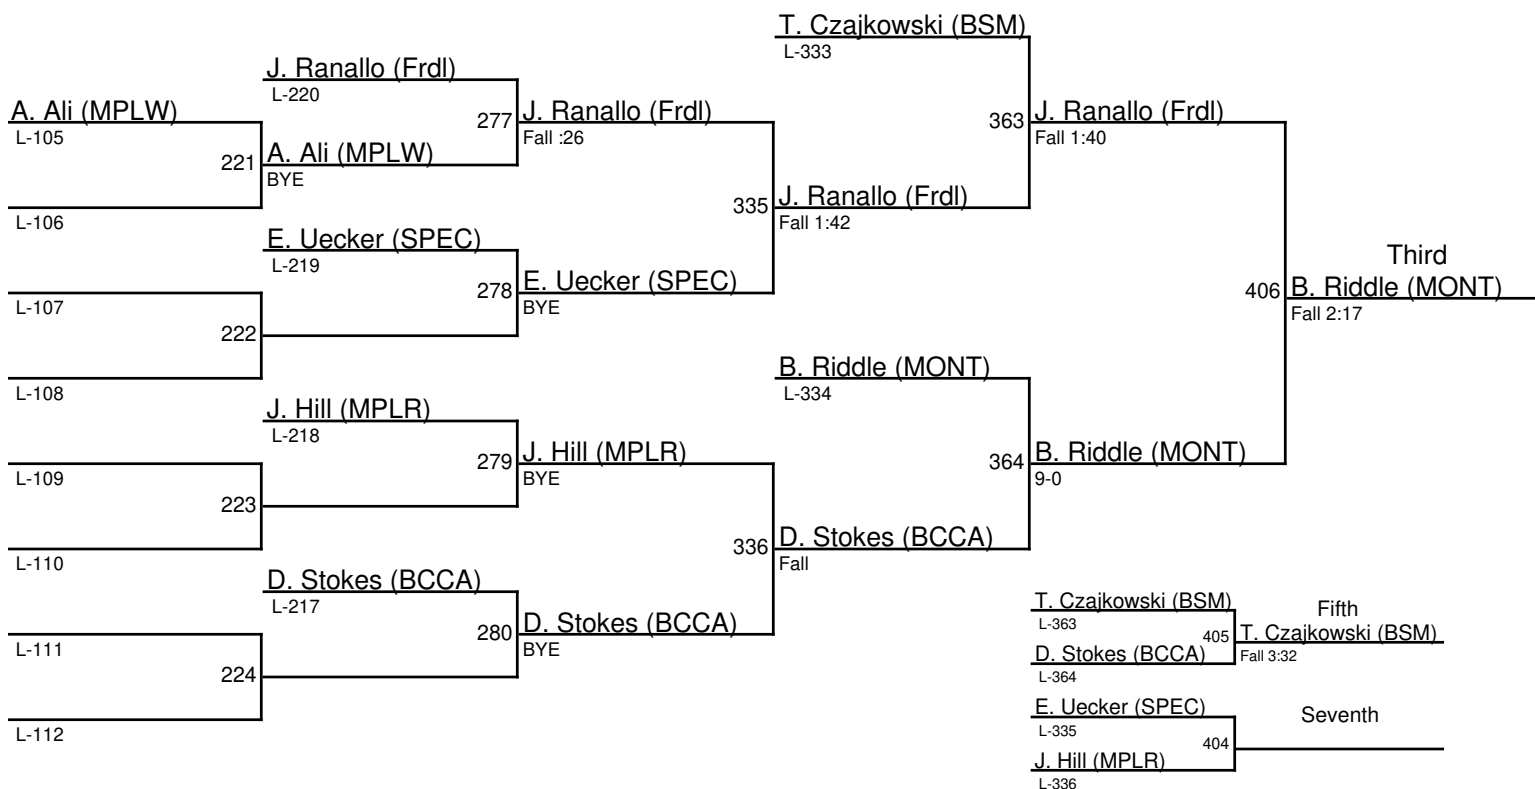 A. Ali (MPLW)
L-105
L-106
L-107
L-108
L-109
L-110
L-111
L-112
221
222
223
224
J. Ranallo (Frdl)
L-220
A. Ali (MPLW)
BYE
E. Uecker (SPEC)
L-219
J. Hill (MPLR)
L-218
D. Stokes (BCCA)
L-217
277
278
279
280
J. Ranallo (Frdl)
Fall :26
E. Uecker (SPEC)
BYE
J. Hill (MPLR)
BYE
D. Stokes (BCCA)
BYE
335
336
T. Czajkowski (BSM)
L-333
J. Ranallo (Frdl)
Fall 1:42
B. Riddle (MONT)
L-334
D. Stokes (BCCA)
Fall
363
364
J. Ranallo (Frdl)
Fall 1:40
B. Riddle (MONT)
9-0
406
Third
B. Riddle (MONT)
Fall 2:17
T. Czajkowski (BSM)
L-363
D. Stokes (BCCA)
L-364
405
Fifth
T. Czajkowski (BSM)
Fall 3:32
E. Uecker (SPEC)
L-335
J. Hill (MPLR)
L-336
404
Seventh